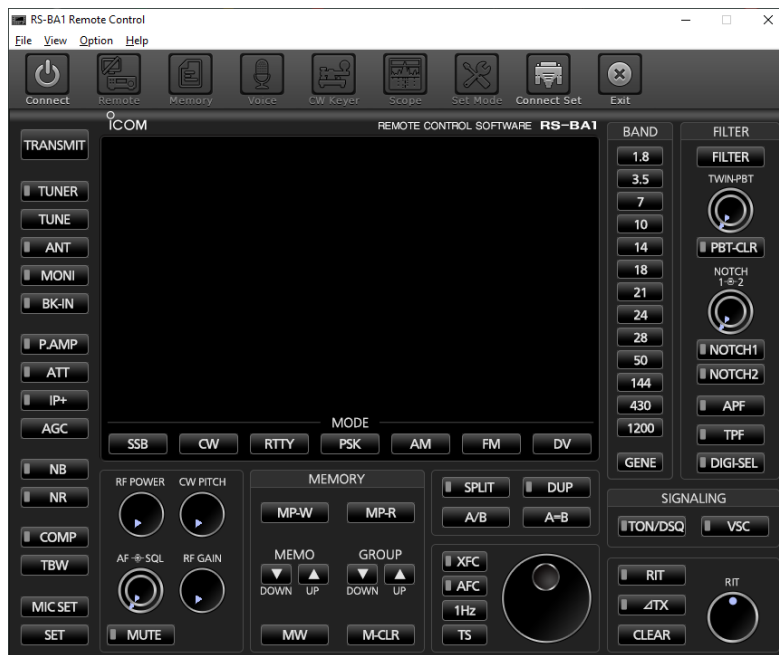 RS-BA1 Remote Control
File View Option Help
Connect Remote Memory Voice CW Keyer Scope Set Mode Connect Set Exit
ICOM REMOTE CONTROL SOFTWARE RS-BA1
TRANSMIT
TUNER
TUNE
ANT
MONI
BK-IN
P.AMP
ATT
IP+
AGC
NB
NR
COMP
TBW
MIC SET
SET
MODE
SSB CW RTTY PSK AM FM DV
RF POWER CW PITCH
AF SQL RF GAIN
MUTE
MEMORY
MP-W MP-R
MEMO GROUP
DOWN UP DOWN UP
MW M-CLR
SPLIT DUP
A/B A=B
XFC
AFC
1Hz
TS
BAND
1.8
3.5
7
10
14
18
21
24
28
50
144
430
1200
GENE
FILTER
FILTER
TWIN-PBT
PBT-CLR
NOTCH
1 2
NOTCH1
NOTCH2
APF
TPF
DIGI-SEL
SIGNALING
TON/DSQ VSC
RIT RIT
⊿TX
CLEAR